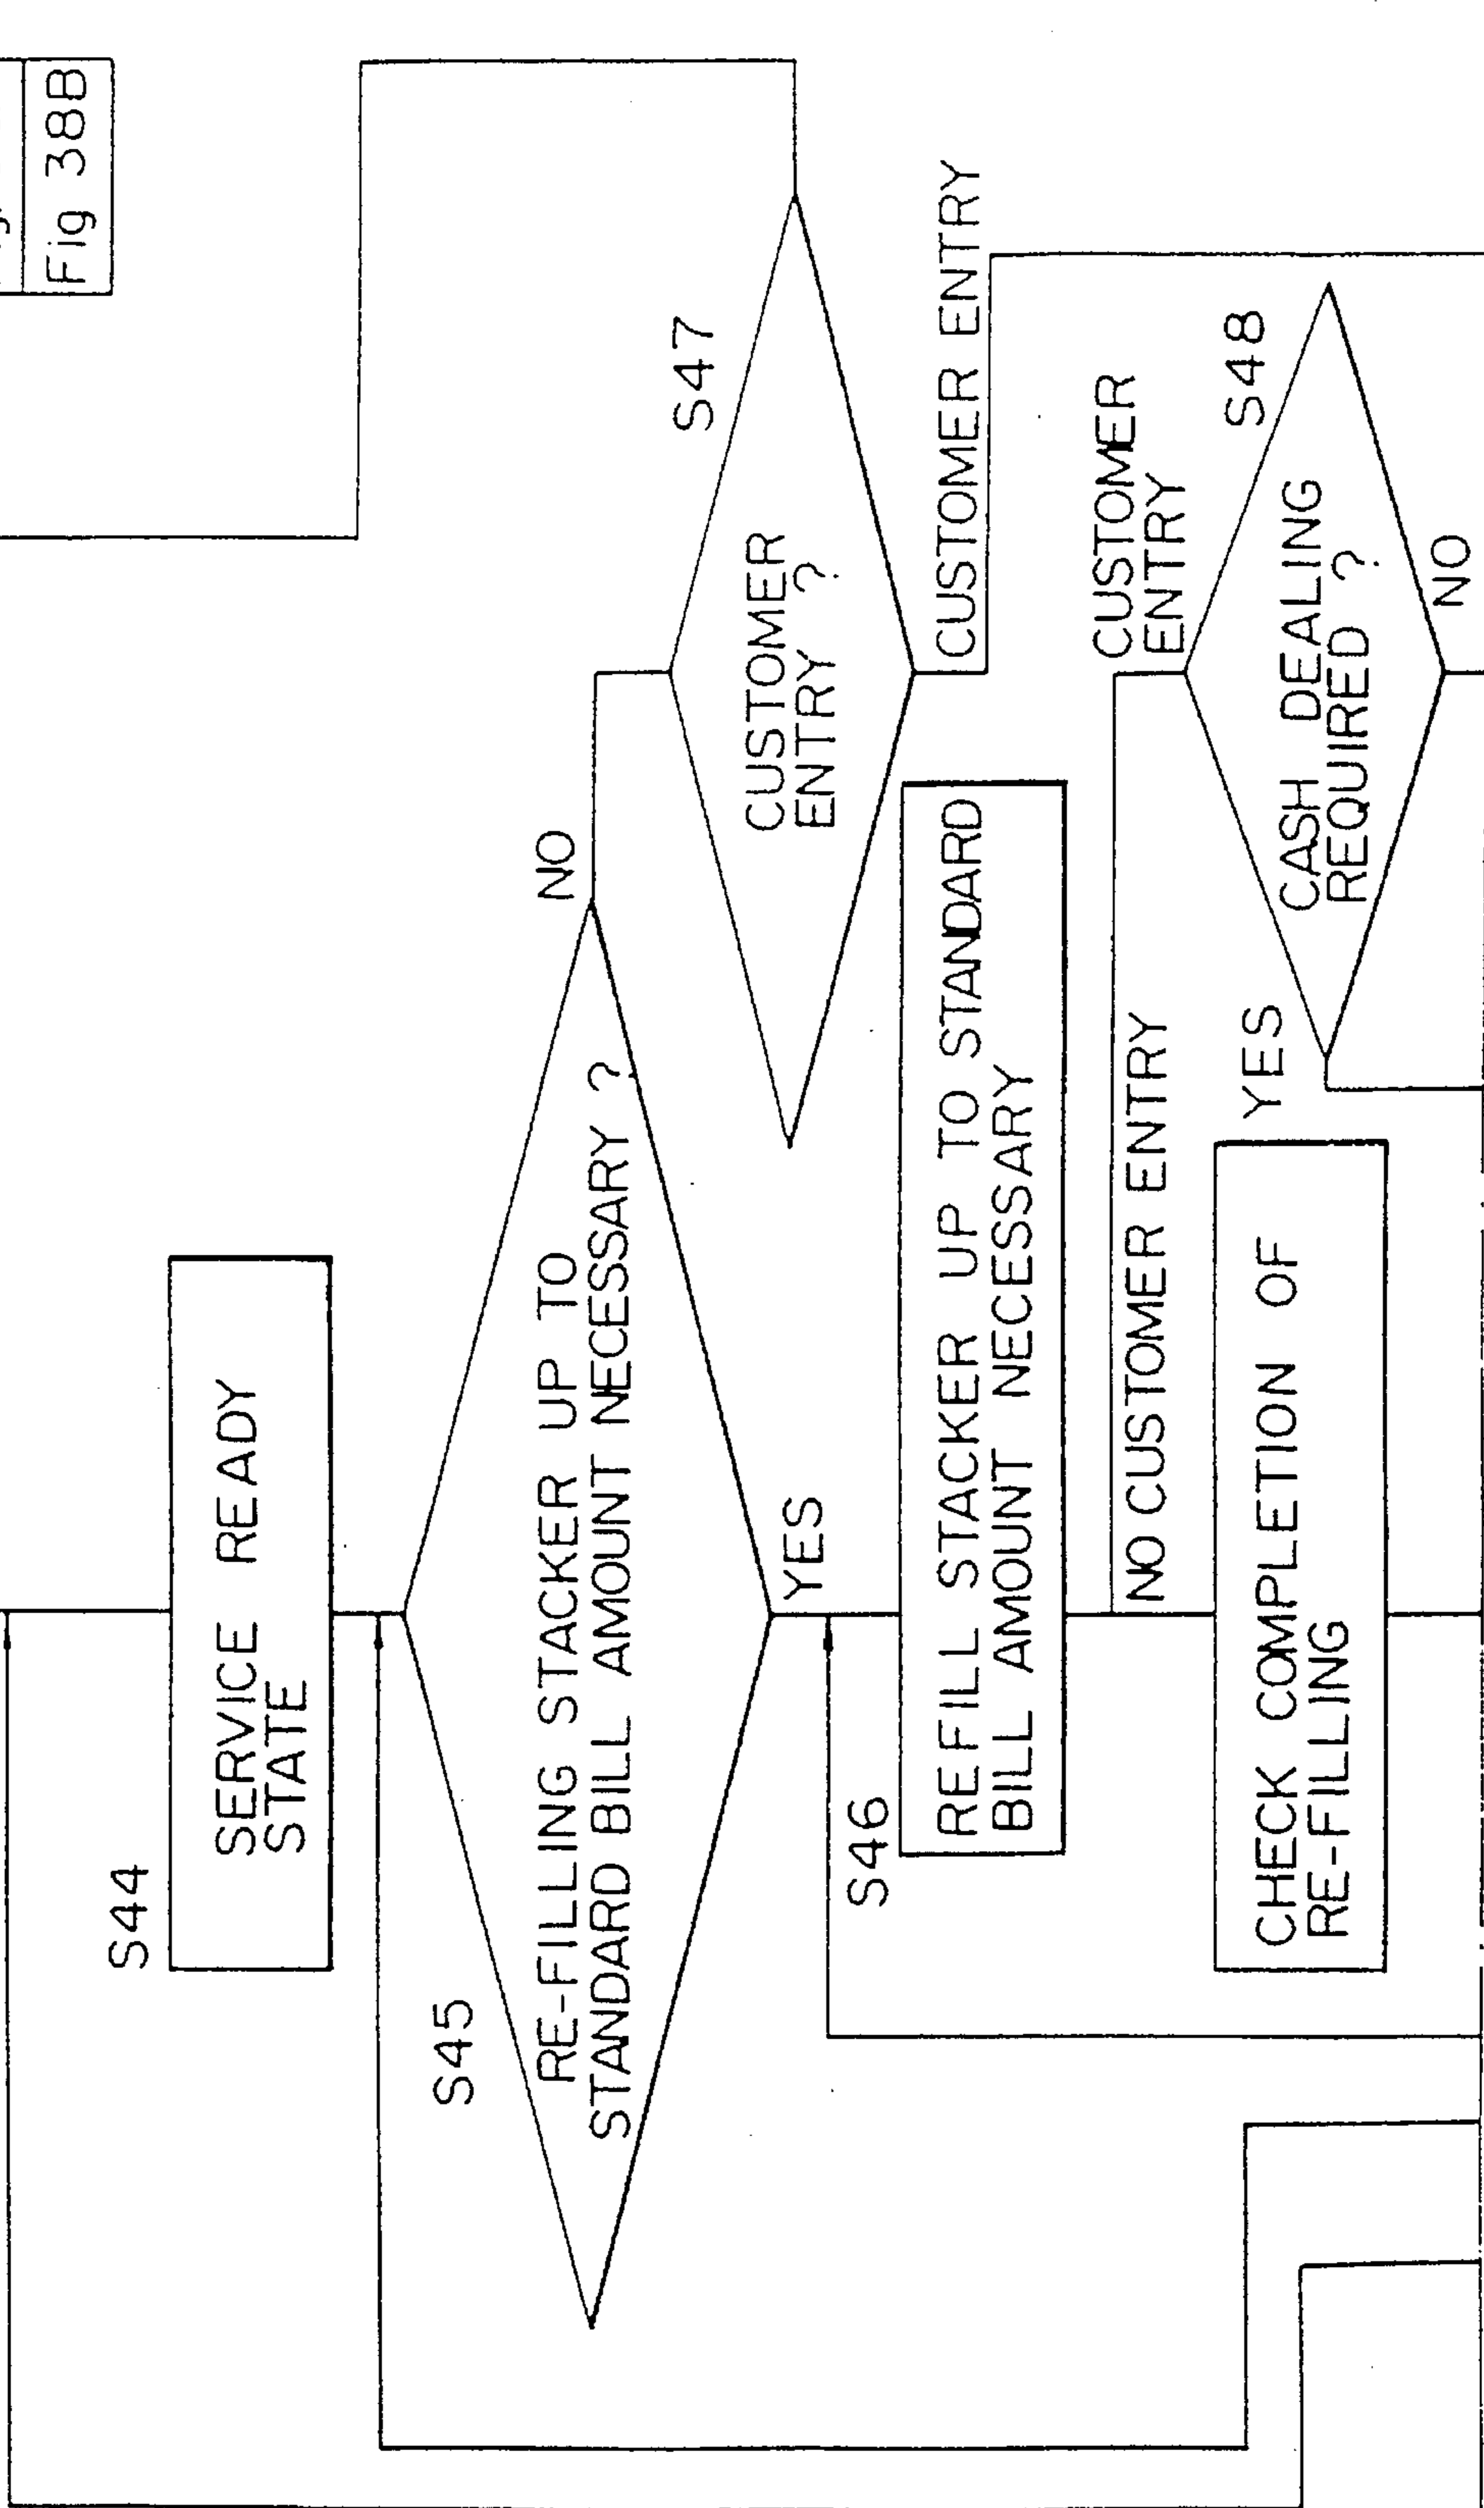 Fig 38B
S44
SERVICE READY
STATE
S45
RE-FILLING STACKER UP TO
STANDARD BILL AMOUNT NECESSARY ?
NO
YES
S47
CUSTOMER
ENTRY ?
CUSTOMER ENTRY
S46
REFILL STACKER UP TO STANDARD
BILL AMOUNT NECESSARY
NO CUSTOMER ENTRY
CUSTOMER
ENTRY
CHECK COMPLETION OF
RE-FILLING
S48
CASH DEALING
REQUIRED ?
YES
NO